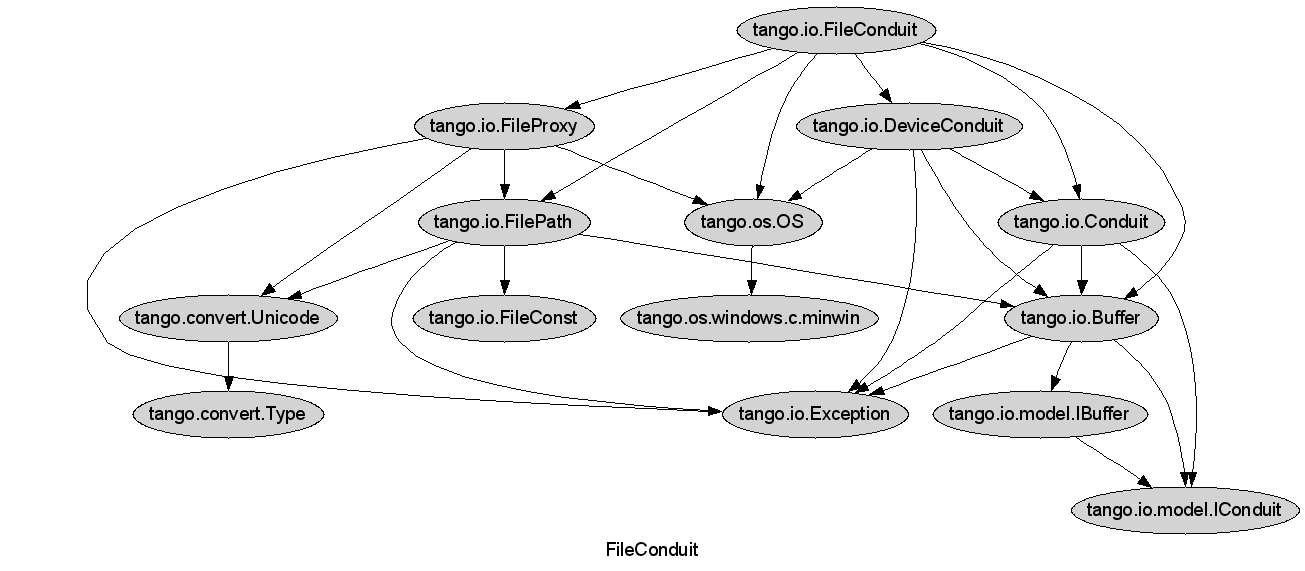 tango.io.FileConduit
tango.io.FileProxy
tango.io.DeviceConduit
tango.io.FilePath
tango.os.OS
tango.io.Conduit
tango.convert.Unicode
tango.io.FileConst
tango.os.windows.c.minwin
tango.io.Buffer
tango.convert.Type
tango.io.Exception
tango.io.model.IBuffer
tango.io.model.IConduit
FileConduit